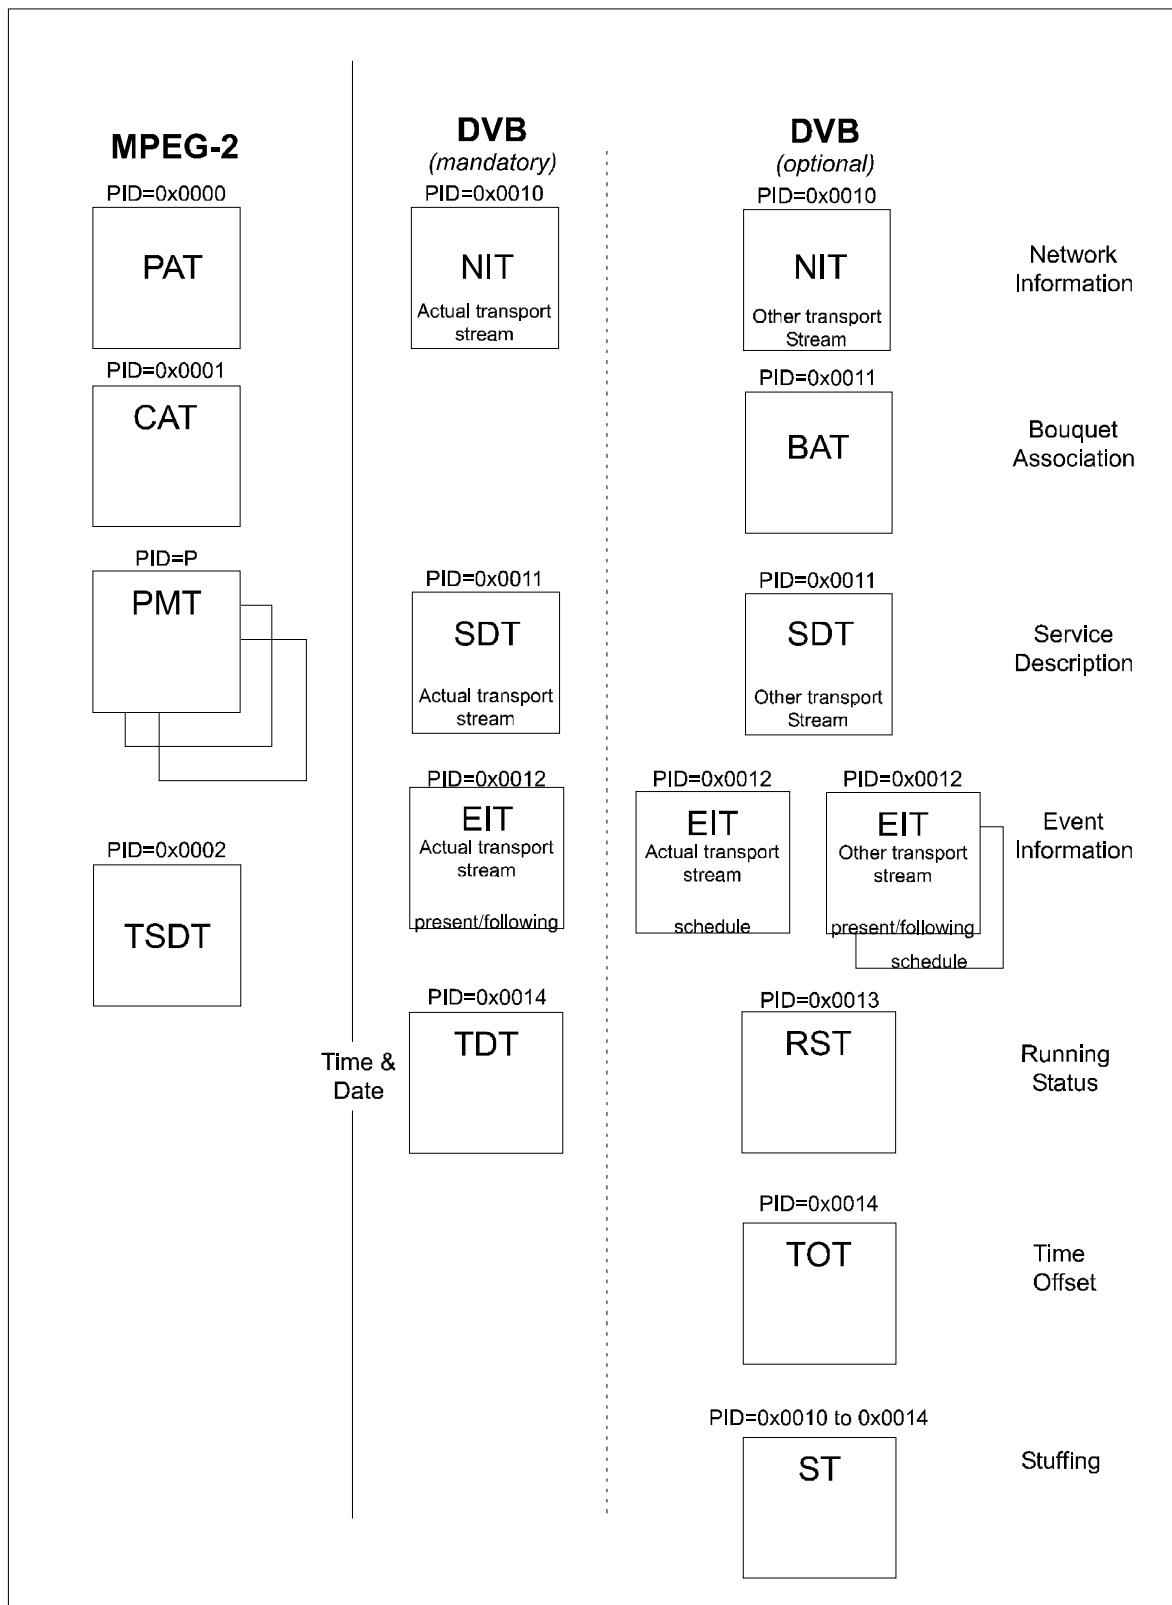 MPEG-2
PID=0x0000
PAT
PID=0x0001
CAT
PID=P
PMT
PID=0x0002
TSDT
DVB
(mandatory)
PID=0x0010
NIT
Actual transport
stream
PID=0x0011
SDT
Actual transport
stream
PID=0x0012
EIT
Actual transport
stream
present/following
PID=0x0014
TDT
Time &
Date
DVB
(optional)
PID=0x0010
NIT
Other transport
Stream
Network
Information
PID=0x0011
BAT
Bouquet
Association
PID=0x0011
SDT
Other transport
Stream
Service
Description
PID=0x0012
EIT
Actual transport
stream
schedule
PID=0x0012
EIT
Other transport
stream
present/following
schedule
Event
Information
PID=0x0013
RST
Running
Status
PID=0x0014
TOT
Time
Offset
PID=0x0010 to 0x0014
ST
Stuffing